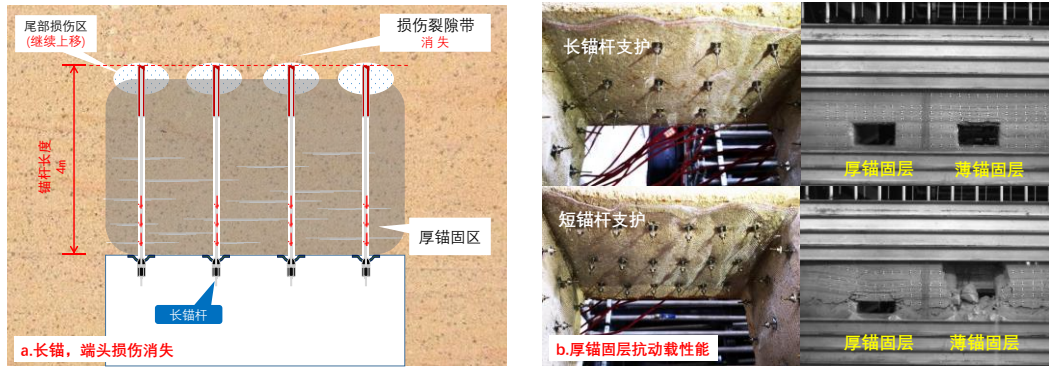 尾部损伤区
(继续上移)
损伤裂隙带
消 失
锚杆长度
4m
厚锚固区
长锚杆
a.长锚，端头损伤消失
长锚杆支护
厚锚固层
薄锚固层
短锚杆支护
厚锚固层
薄锚固层
b.厚锚固层抗动载性能